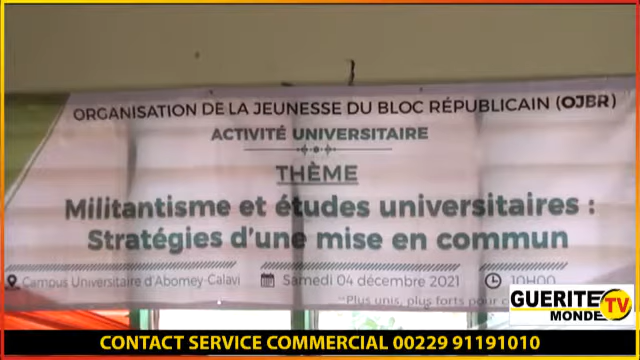 ORGANISATION DE LA JEUNESSE DU BLOC RÉPUBLICAIN (OJBR)
ACTIVITÉ UNIVERSITAIRE
THÈME
Militantisme et études universitaires :
Stratégies d'une mise en commun
Campus Universitaire d'Abomey-Calavi
Samedi 04 décembre 2021
10H00
"Plus unis, plus forts pour
GUERITE TV
MONDE
CONTACT SERVICE COMMERCIAL 00229 91191010